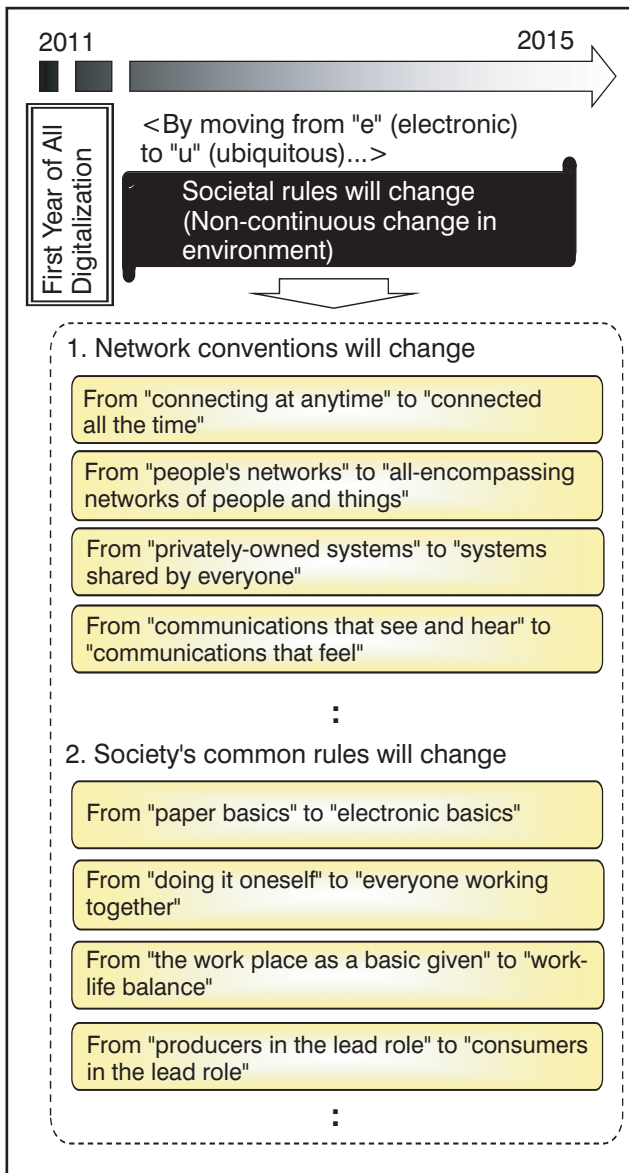 2011
2015
First Year of All
Digitalization
<By moving from "e" (electronic)
to "u" (ubiquitous)...>
Societal rules will change
(Non-continuous change in
environment)
1. Network conventions will change
From "connecting at anytime" to "connected
all the time"
From "people's networks" to "all-encompassing
networks of people and things"
From "privately-owned systems" to "systems
shared by everyone"
From "communications that see and hear" to
"communications that feel"
:
2. Society's common rules will change
From "paper basics" to "electronic basics"
From "doing it oneself" to "everyone working
together"
From "the work place as a basic given" to "work-
life balance"
From "producers in the lead role" to "consumers
in the lead role"
: